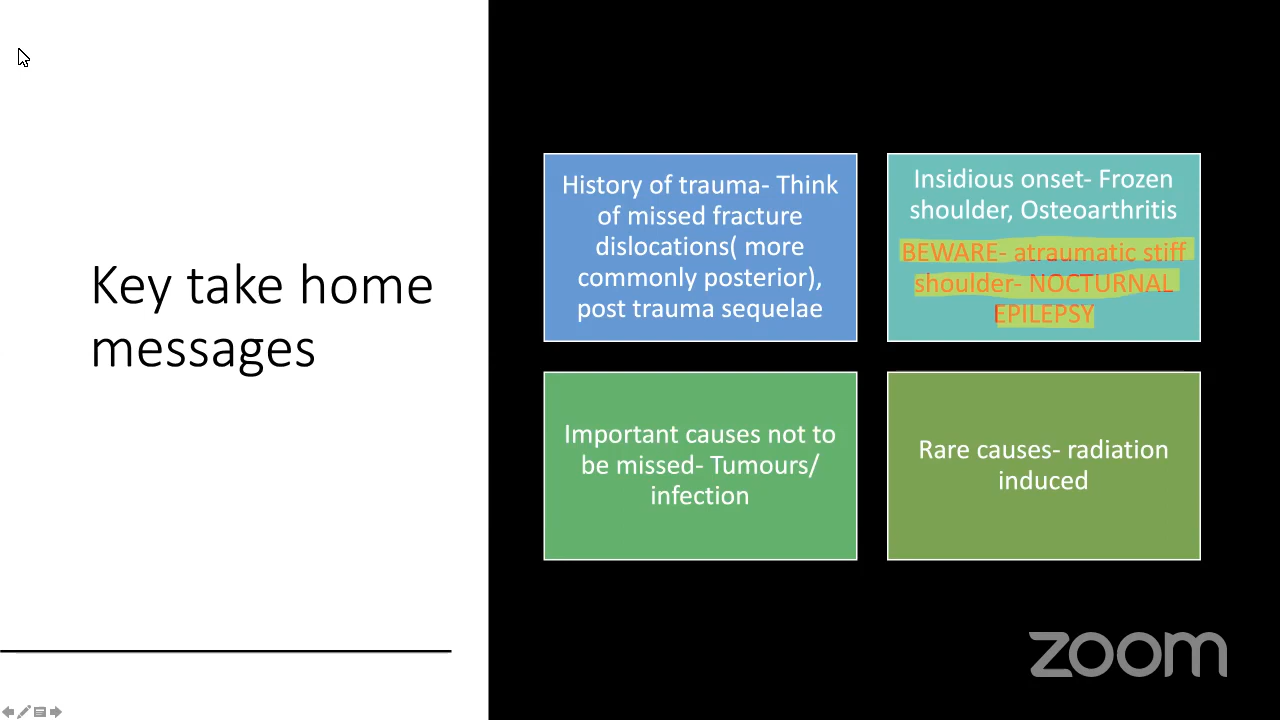 Key take home
messages
History of trauma- Think
of missed fracture
dislocations( more
commonly posterior),
post trauma sequelae
Insidious onset- Frozen
shoulder, Osteoarthritis
BEWARE- atraumatic stiff
shoulder- NOCTURNAL
EPILEPSY
Important causes not to
be missed- Tumours/
infection
Rare causes- radiation
induced
zoom